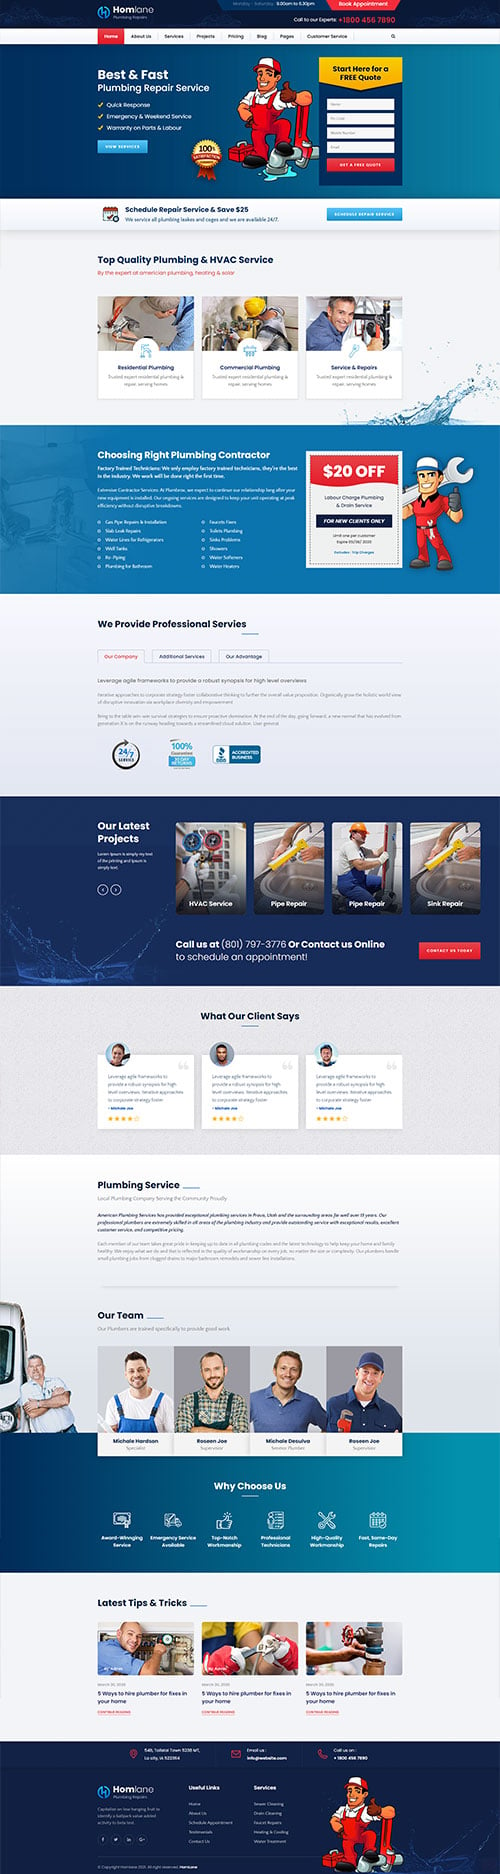 Homlane
Plumbing Repairs
Monday - Saturday 8.00am to 6.30pm
Book Appointment
Call to our Experts: +1800 456 7890
Home About Us Services Projects Pricing Blog Pages Customer Service
Best & Fast
Plumbing Repair Service
Quick Response
Emergency & Weekend Service
Warranty on Parts & Labour
VIEW SERVICES
100%
SATISFACTION
Start Here for a
FREE Quote
Name
Mobile Number
Email
GET A FREE QUOTE
Schedule Repair Service & Save $25
We service all plumbing leakes and cages and we are available 24/7.
SCHEDULE REPAIR SERVICE
Top Quality Plumbing & HVAC Service
By the expert at amercian plumbing, heating & solar
Residential Plumbing
Trusted expert residential plumbing &
repair, serving homes
Commercial Plumbing
Trusted expert residential plumbing &
repair, serving homes
Service & Repairs
Trusted expert residential plumbing &
repair, serving homes
Choosing Right Plumbing Contractor
Factory Trained Technicians: We only employ factory trained technicians, they're the best
in the industry. We work will be done right the first time.
Extensive Contractor Services: At Plumbine, we expect to continue our relationship long after your
new equipment is installed. Our ongoing services are designed to keep your unit operating at peak
efficiency without disruptive breakdowns.
Gas Pipe Repairs & Installation
Slab Leak Repairs
Water Lines for Refrigerators
Well Tanks
Re- Piping
Plumbing for Bathroom
Faucets Fixers
Toilets Plumbing
Sinks Problems
Showers
Water Softeners
Water Heaters
$20 OFF
Labour Charge Plumbing
& Drain Service
FOR NEW CLIENTS ONLY
Limit one per customer
Expire 05/06/ 2020
Includes : Trip Charges
We Provide Professional Servies
Our Company Additional Services Our Advantage
Leverage agile frameworks to provide a robust synopsis for high level overviews
Iterative approaches to corporate strategy foster collaborative thinking to further the overall value proposition. Organically grow the holistic world view
of disruptive innovation via workplace diversity and empowerment
Bring to the table win-win survival strategies to ensure proactive domination. At the end of the day, going forward, a new normal that has evolved from
generation X is on the runway heading towards a streamlined cloud solution. User general
24/7
SERVICE
100%
Guarantee
30 DAY
RETURNS
BBB
ACCREDITED
BUSINESS
Our Latest
Projects
Lorem Ipsum is simply my text
of the printing and Ipsum is
simply text.
HVAC Service
Pipe Repair
Pipe Repair
Sink Repair
Call us at (801) 797-3776 Or Contact us Online
to schedule an appointment!
CONTACT US TODAY
What Our Client Says
Leverage agile frameworks to
provide a robust synopsis for high
level overviews. Iterative approaches
to corporate strategy foster
- Michale Joe
Leverage agile frameworks to
provide a robust synopsis for high
level overviews. Iterative approaches
to corporate strategy foster
- Michale Joe
Leverage agile frameworks to
provide a robust synopsis for high
level overviews. Iterative approaches
to corporate strategy foster
- Michale Joe
Plumbing Service
Local Plumbing Company Serving the Community Proudly
American Plumbing Services has provided exceptional plumbing services in Provo, Utah and the surrounding areas for well over 15 years. Our
professional plumbers are extremely skilled in all areas of the plumbing industry and provide outstanding service with exceptional results, excellent
customer service, and competitive pricing.
Each member of our team takes great pride in keeping up to date in all plumbing codes and the latest technology to help keep your home and family
healthy. We enjoy what we do and that is reflected in the quality of workmanship on every job, no matter the size or complexity. Our plumbers handle
small plumbing jobs from clogged drains to major bathroom remodels and sewer line installations.
Our Team
Our Plumbers are trained specifically to provide good work
Michale Hardson
Specialist
Roseen Joe
Supervisor
Michale Desulva
Senior Plumber
Roseen Joe
Supervisor
Why Choose Us
Award-Winnging
Service
Emergency Service
Available
Top-Notch
Workmanship
Professional
Technicians
High-Quality
Workmanship
Fast, Same-Day
Repairs
Latest Tips & Tricks
By Admin
By Admin
By Admin
March 30, 2020
5 Ways to hire plumber for fixes in
your home
CONTINUE READING
March 30, 2020
5 Ways to hire plumber for fixes in
your home
CONTINUE READING
March 30, 2020
5 Ways to hire plumber for fixes in
your home
CONTINUE READING
Email us :
info@website.com
Call us on :
+ 1800 456 7890
Homlane
Plumbing Repairs
Capitalize on low hanging fruit to
identify a ballpark value added
activity to beta test.
Useful Links
Home
About Us
Schedule Appointment
Testimonials
Contact Us
Services
Sewer Cleaning
Drain Cleaning
Faucet Repairs
Heating & Cooling
Water Treatment